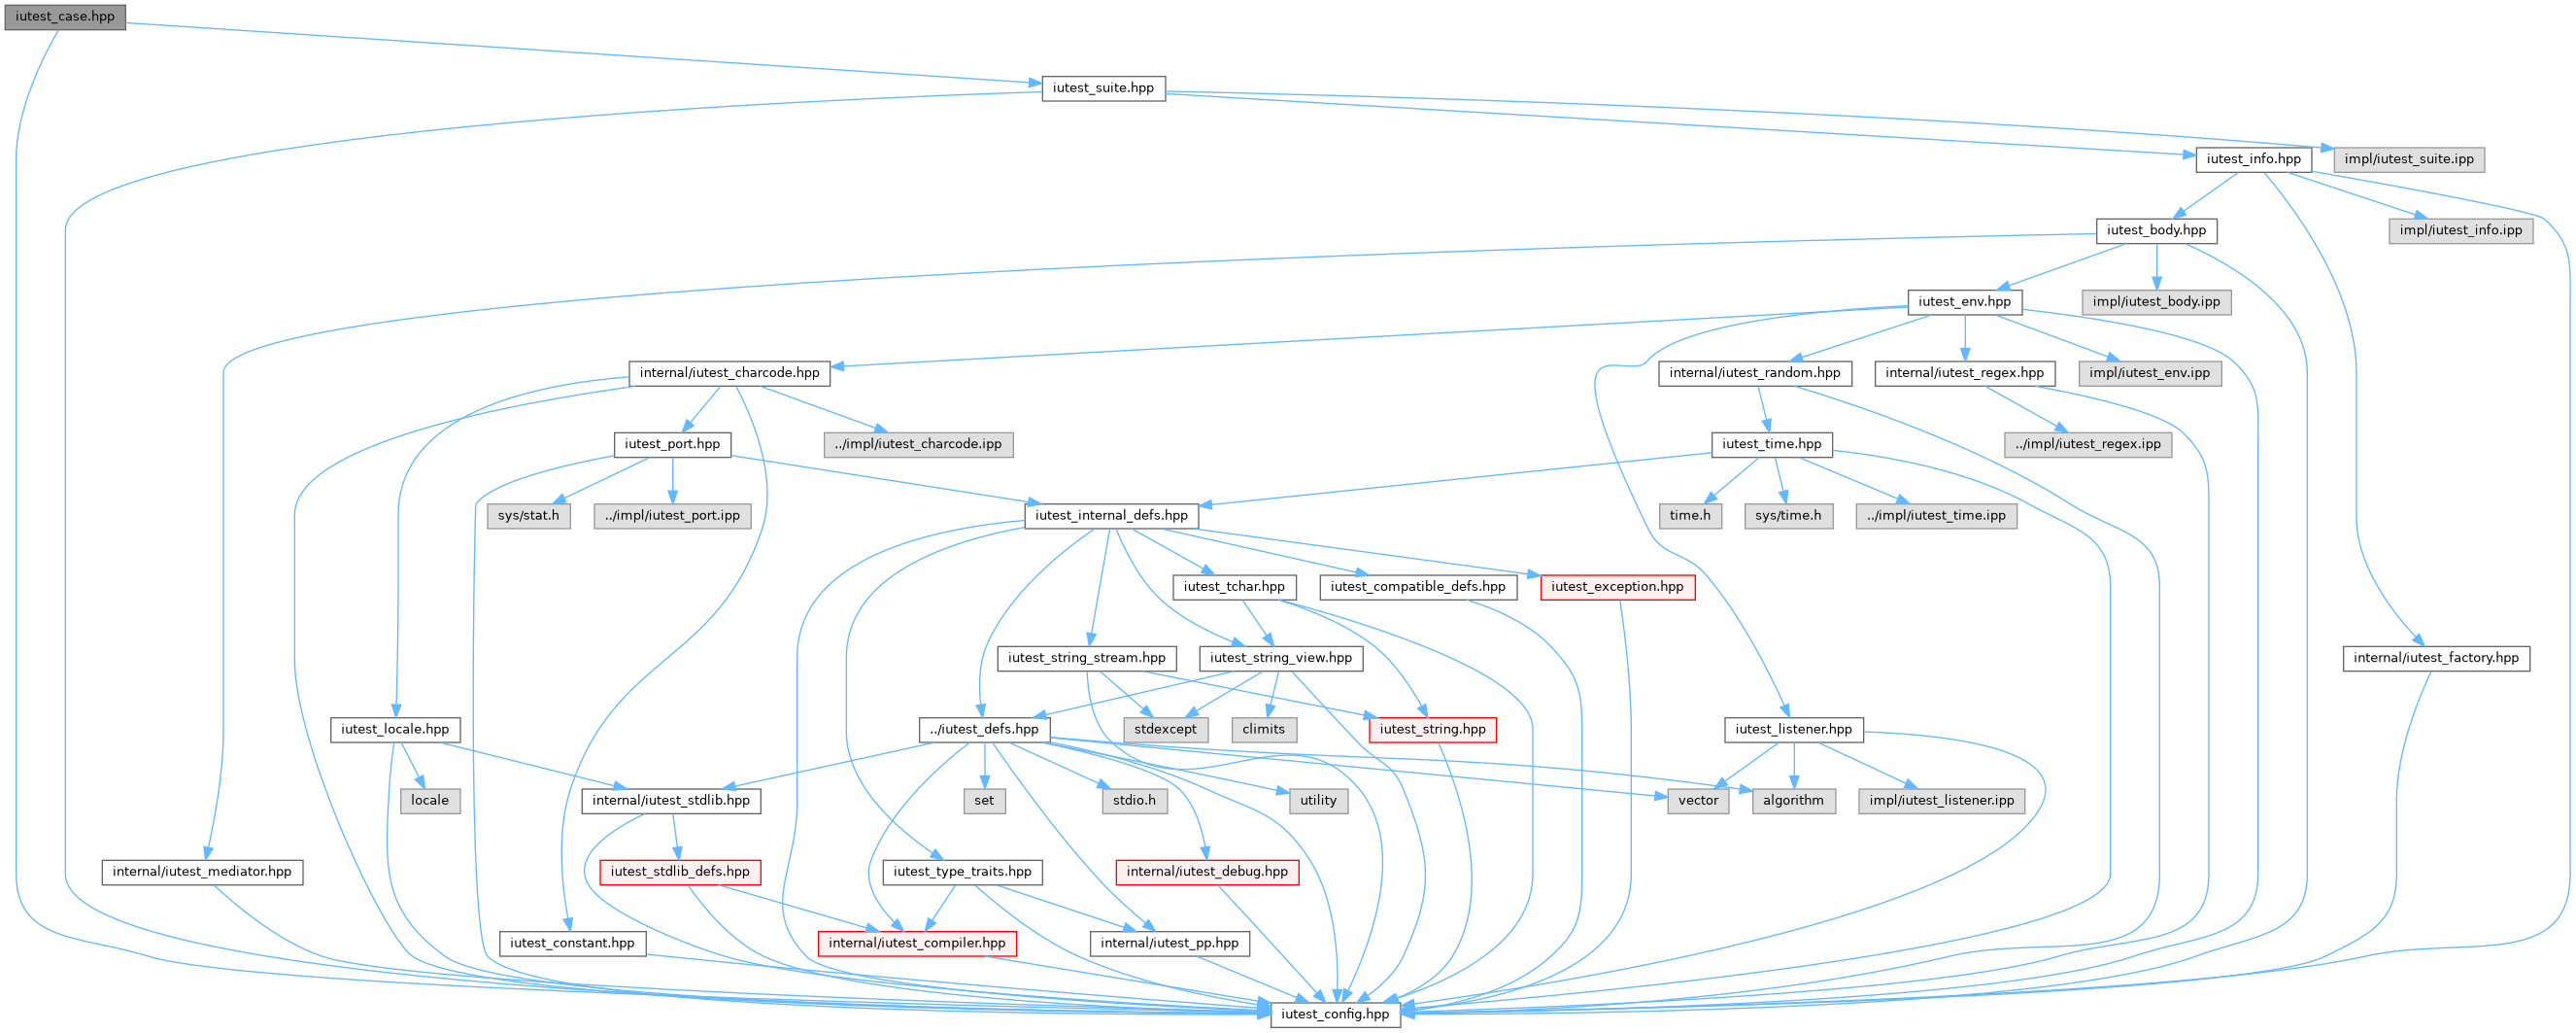 iutest_case.hpp
iutest_suite.hpp
iutest_info.hpp
impl/iutest_suite.ipp
iutest_body.hpp
impl/iutest_info.ipp
iutest_env.hpp
impl/iutest_body.ipp
internal/iutest_charcode.hpp
internal/iutest_random.hpp
internal/iutest_regex.hpp
impl/iutest_env.ipp
iutest_port.hpp
../impl/iutest_charcode.ipp
iutest_time.hpp
../impl/iutest_regex.ipp
sys/stat.h
../impl/iutest_port.ipp
iutest_internal_defs.hpp
time.h
sys/time.h
../impl/iutest_time.ipp
iutest_tchar.hpp
iutest_compatible_defs.hpp
iutest_exception.hpp
iutest_string_stream.hpp
iutest_string_view.hpp
internal/iutest_factory.hpp
iutest_locale.hpp
../iutest_defs.hpp
stdexcept
climits
iutest_string.hpp
iutest_listener.hpp
locale
internal/iutest_stdlib.hpp
set
stdio.h
utility
vector
algorithm
impl/iutest_listener.ipp
internal/iutest_mediator.hpp
iutest_stdlib_defs.hpp
iutest_type_traits.hpp
internal/iutest_debug.hpp
iutest_constant.hpp
internal/iutest_compiler.hpp
internal/iutest_pp.hpp
iutest_config.hpp